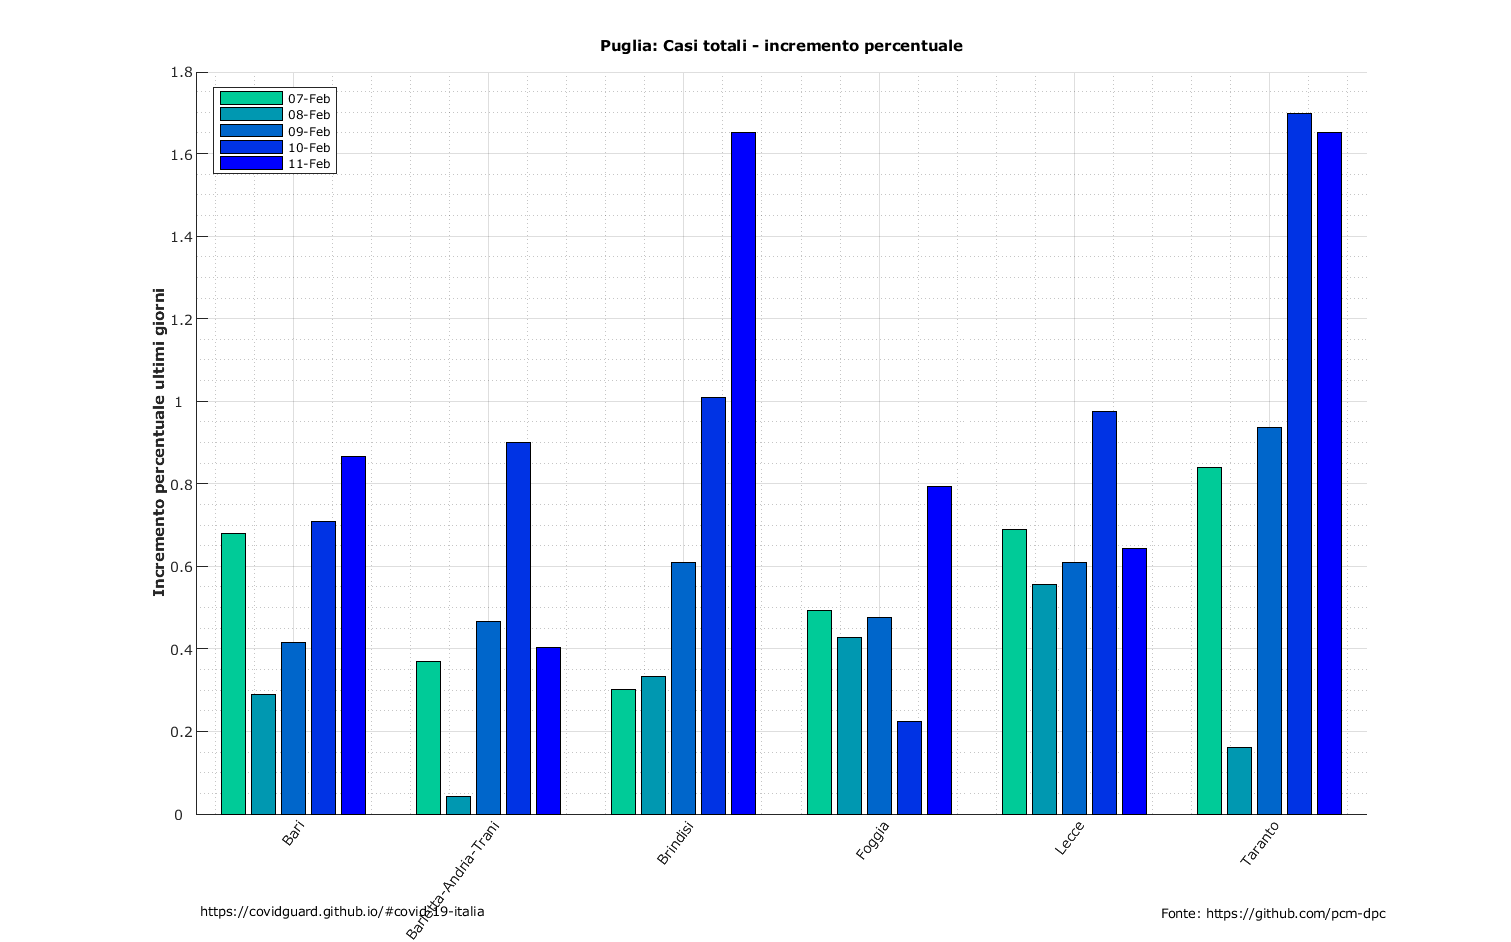 Puglia: Casi totali - incremento percentuale
Incremento percentuale ultimi giorni
1.8
1.6
1.4
1.2
1
0.8
0.6
0.4
0.2
0
07-Feb
08-Feb
09-Feb
10-Feb
11-Feb
Bari
Barletta-Andria-Trani
Brindisi
Foggia
Lecce
Taranto
https://covidguard.github.io/#covid-19-italia
Fonte: https://github.com/pcm-dpc